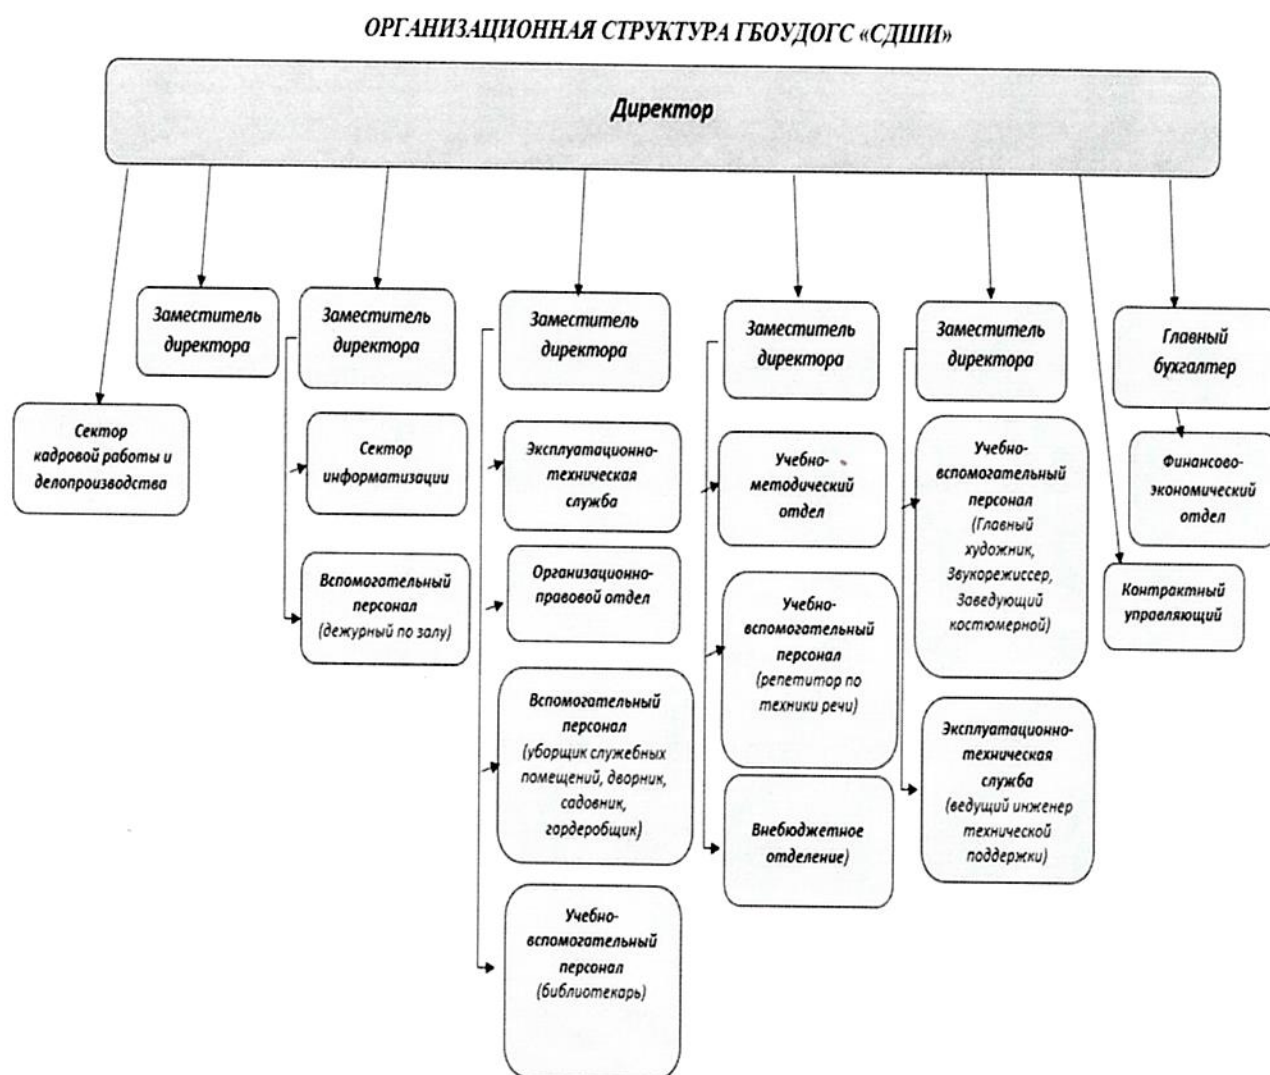 ОРГАНИЗАЦИОННАЯ СТРУКТУРА ГБОУДОГС «СДШИ»
Директор
Заместитель
директора
Заместитель
директора
Заместитель
директора
Заместитель
директора
Заместитель
директора
Главный
бухгалтер
Сектор
кадровой работы и
делопроизводства
Сектор
информатизации
Вспомогательный
персонал
(дежурный по залу)
Эксплуатационно-
техническая
служба
Организационно-
правовой отдел
Вспомогательный
персонал
(уборщик служебных
помещений, дворник,
садовник,
гардеробщик)
Учебно-
вспомогательный
персонал
(библиотекарь)
Учебно-
методический
отдел
Учебно-
вспомогательный
персонал
(репетитор по
техники речи)
Внебюджетное
отделение)
Учебно-
вспомогательный
персонал
(Главный
художник,
Звукорежиссер,
Заведующий
костюмерной)
Эксплуатационно-
техническая
служба
(ведущий инженер
технической
поддержки)
Финансово-
экономический
отдел
Контрактный
управляющий